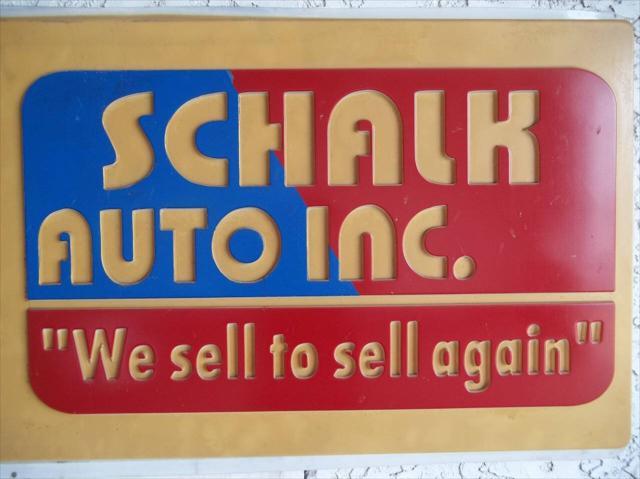 SCHALK
AUTO INC.
"We sell to sell again"